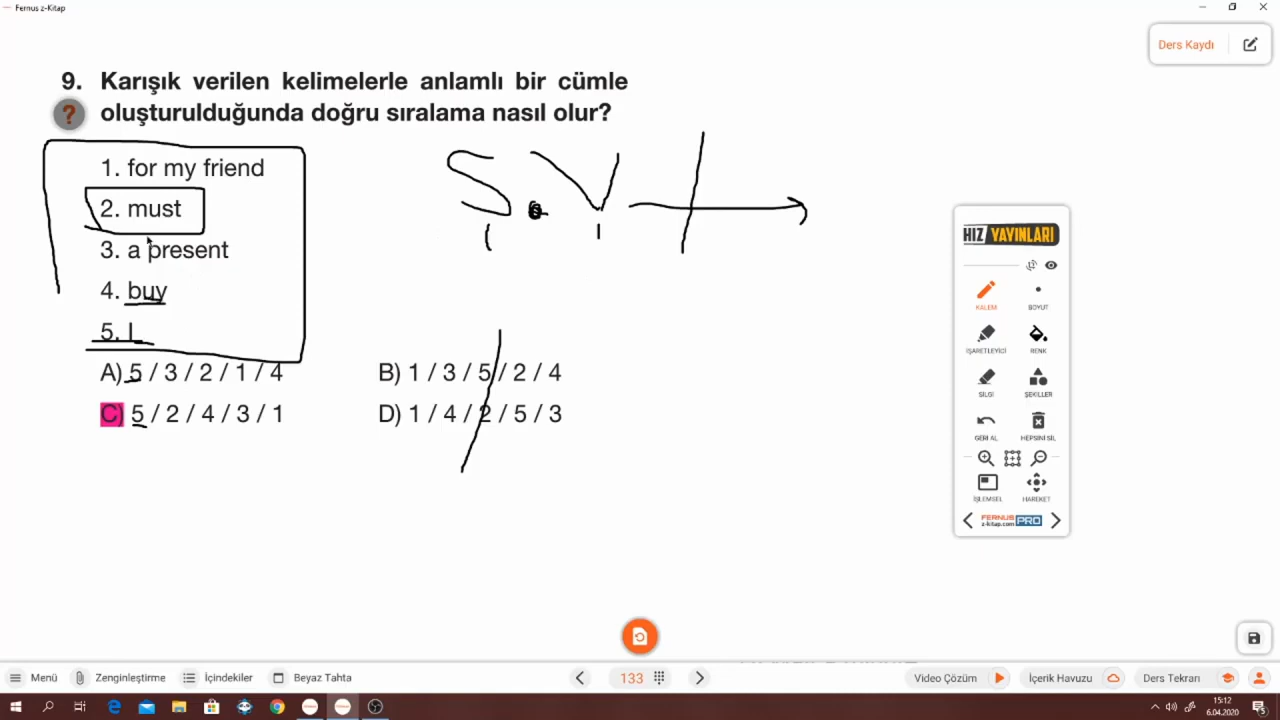 Fernus z-Kitap
Ders Kaydı
9. Karışık verilen kelimelerle anlamlı bir cümle
oluşturulduğunda doğru sıralama nasıl olur?
?
1. for my friend
2. must
3. a present
4. buy
5. I
S. V
A) 5 / 3 / 2 / 1 / 4
B) 1 / 3 / 5 / 2 / 4
C) 5 / 2 / 4 / 3 / 1
D) 1 / 4 / 2 / 5 / 3
HIZ YAYINLARI
KALEM
BOYUT
İŞARETLEYİCİ
RENK
SİLGİ
ŞEKİLLER
GERİ AL
HEPSİNİ SİL
İŞLEMSEL
HAREKET
FERNUS
z-kitap.com PRO
Menü
Zenginleştirme
İçindekiler
Beyaz Tahta
133
Video Çözüm
İçerik Havuzu
Ders Tekrarı
15:12
6.04.2020
5